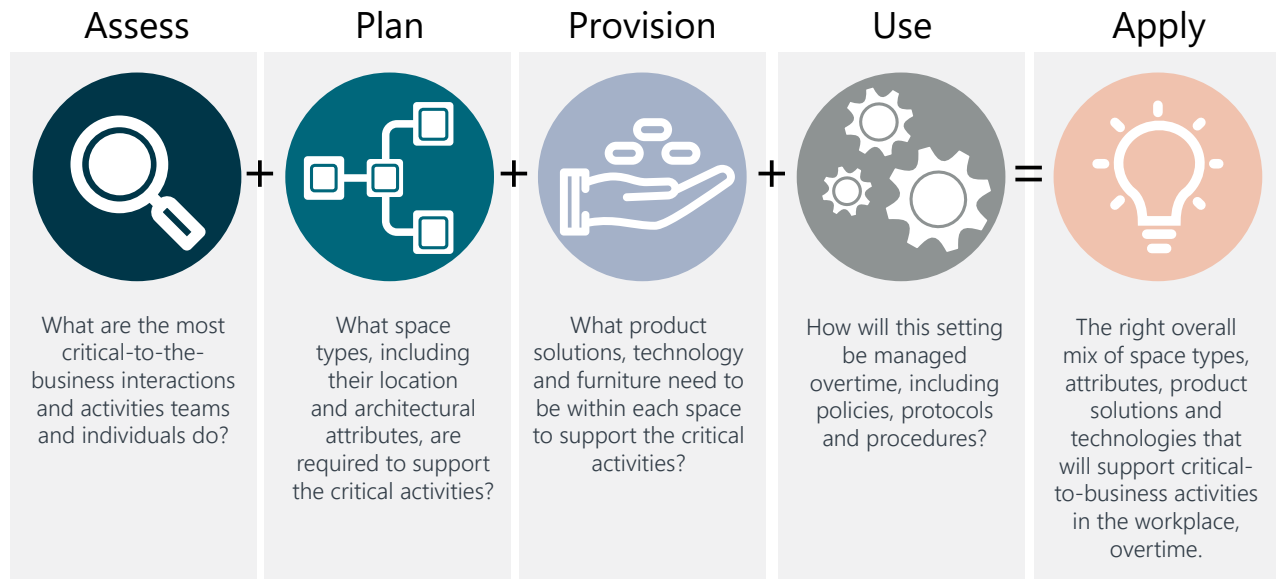 Assess
What are the most
critical-to-the-
business interactions
and activities teams
and individuals do?
+
Plan
What space
types, including
their location
and architectural
attributes, are
required to support
the critical activities?
+
Provision
What product
solutions, technology
and furniture need to
be within each space
to support the critical
activities?
+
Use
How will this setting
be managed
overtime, including
policies, protocols
and procedures?
=
Apply
The right overall
mix of space types,
attributes, product
solutions and
technologies that
will support critical-
to-business activities
in the workplace,
overtime.